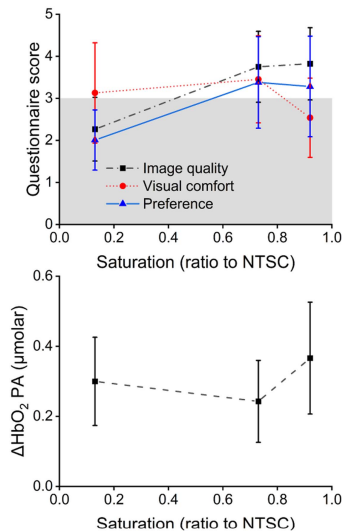 5
4
3
2
1
0
Questionnaire score
Image quality
Visual comfort
Preference
0.0 0.2 0.4 0.6 0.8 1.0
Saturation (ratio to NTSC)
0.6
0.4
0.2
0.0
ΔHbO₂ PA (μmolar)
0.0 0.2 0.4 0.6 0.8 1.0
Saturation (ratio to NTSC)